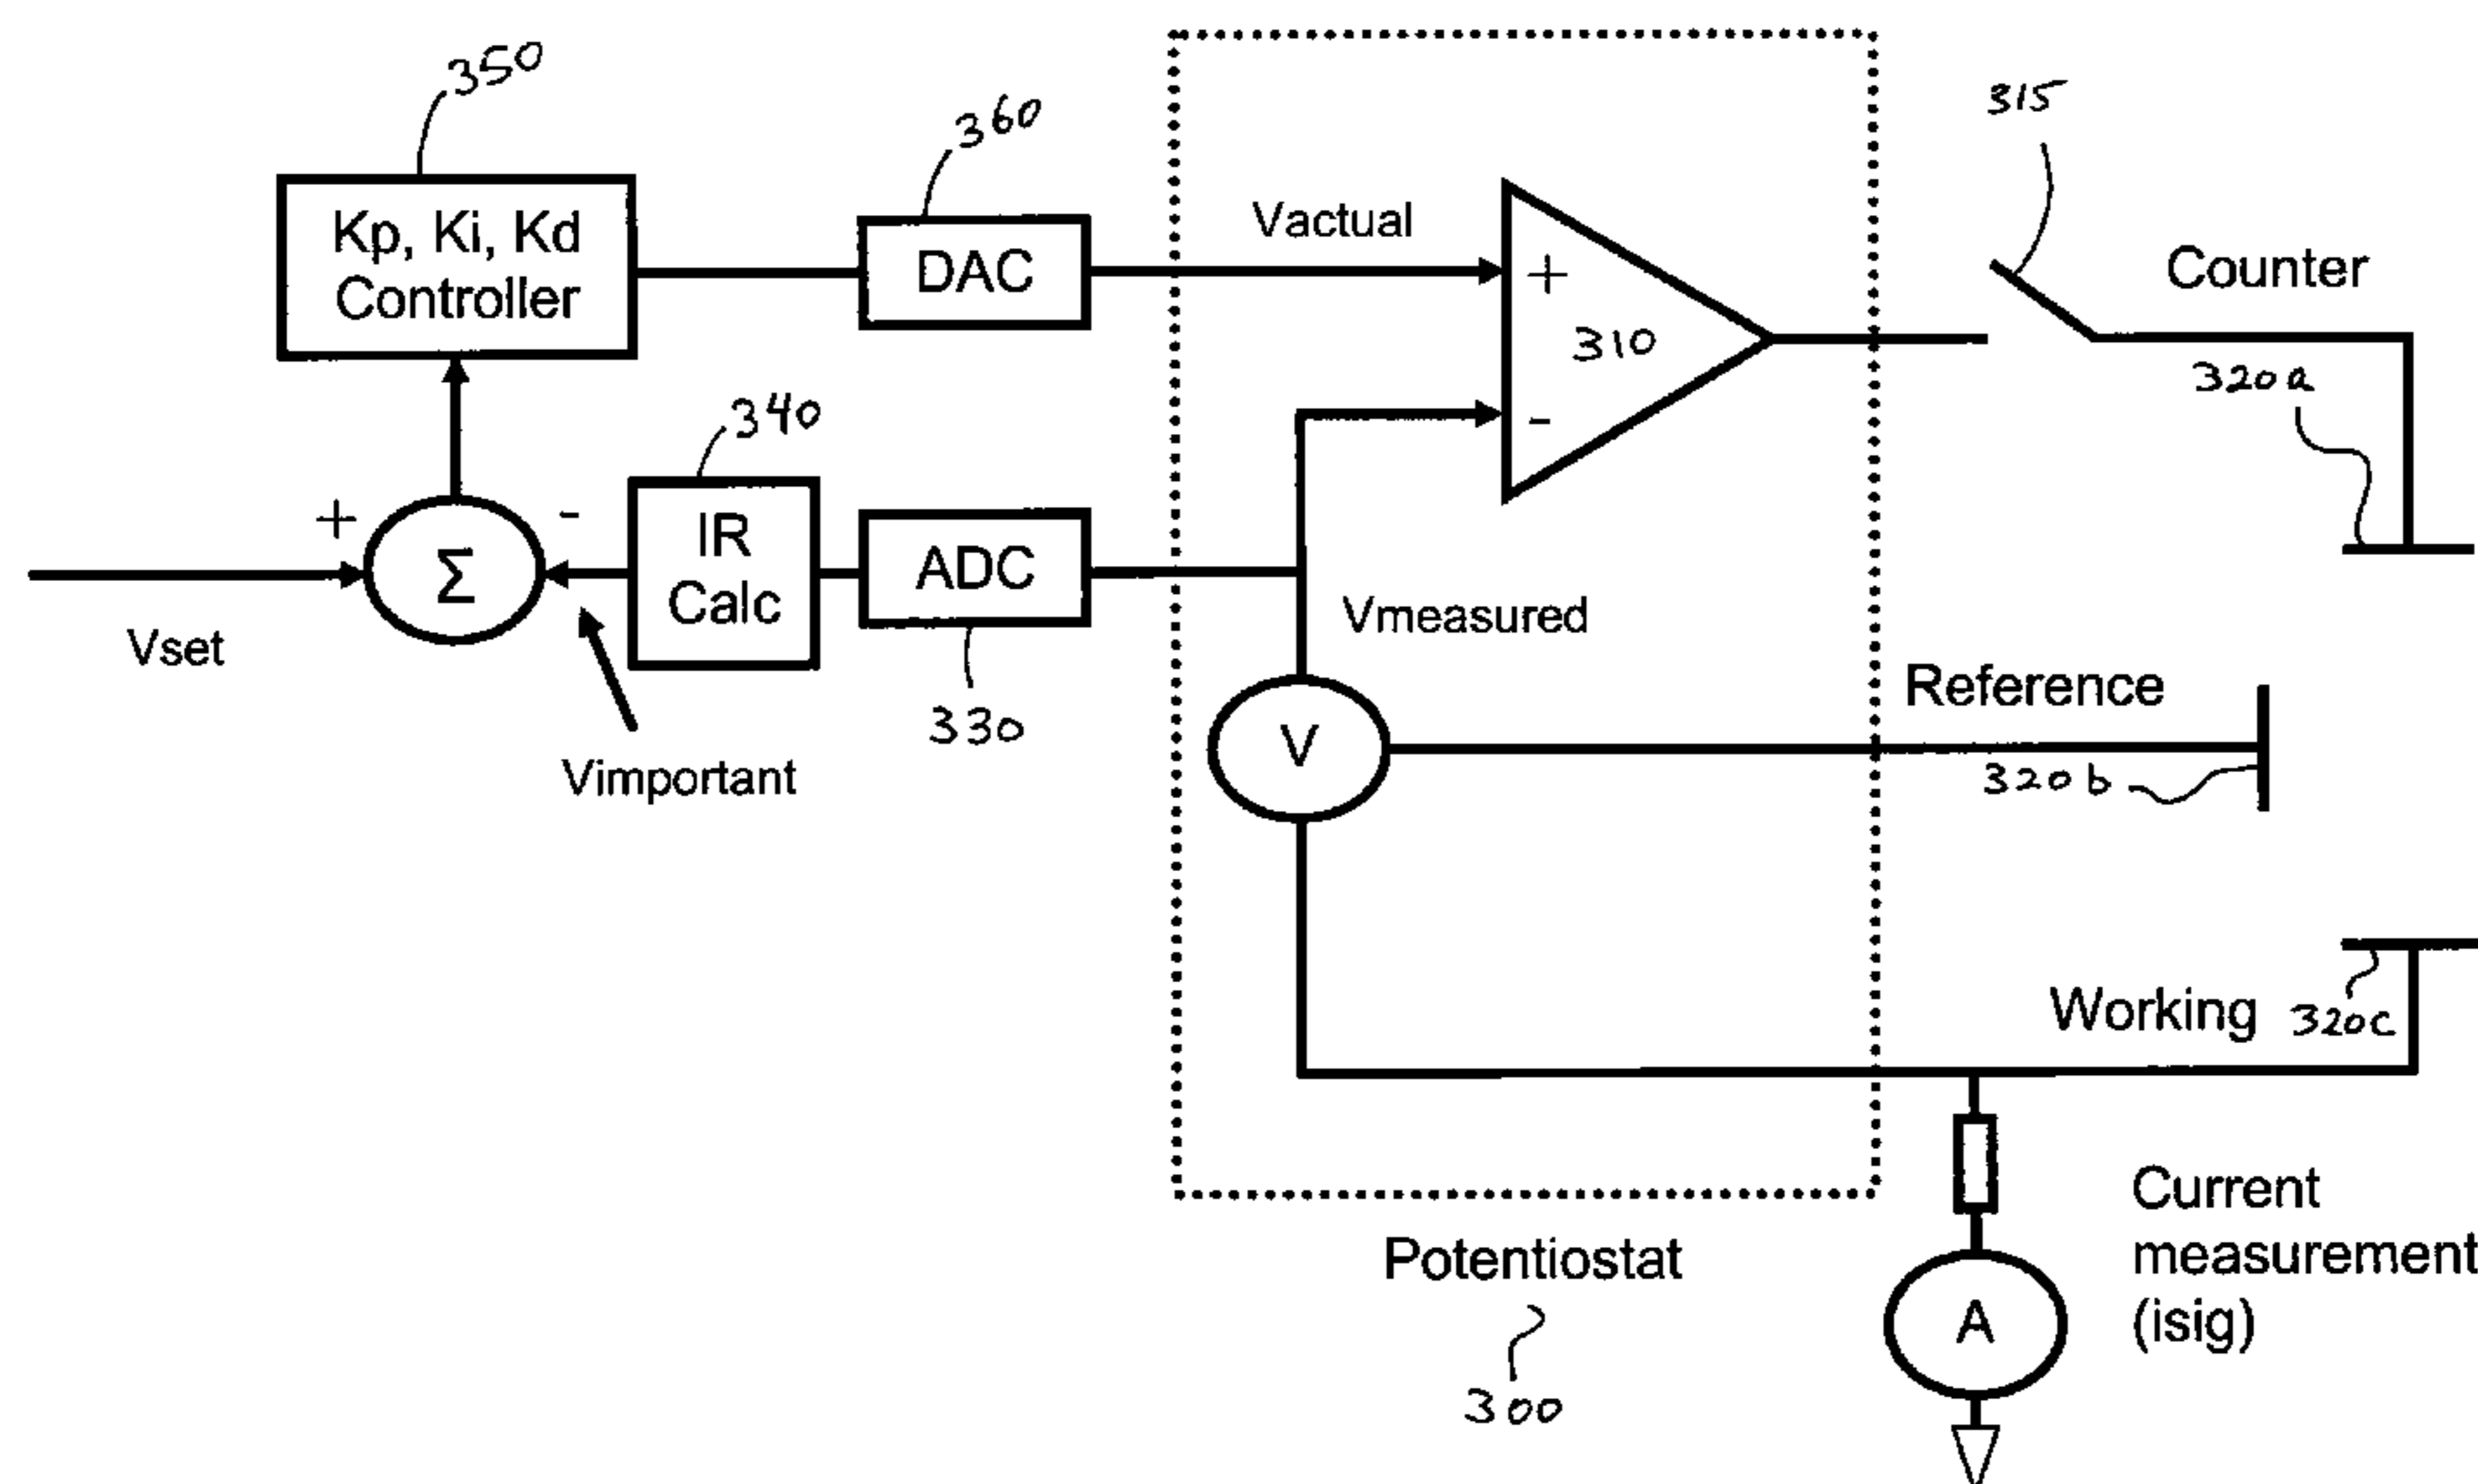 350
360
315
Kp, Ki, Kd
Controller
DAC
Vactual
+
310
-
Counter
320a
340
+
-
IR
Calc
ADC
Σ
Vset
Vimportant
330
Vmeasured
V
Reference
320b
Working
320c
Potentiostat
300
Current
measurement
(isig)
A